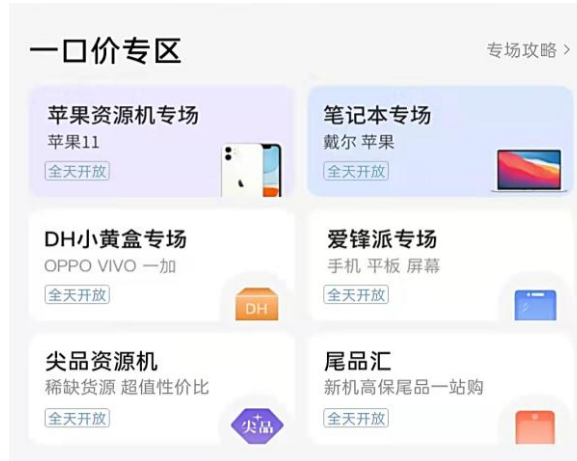 一口价专区
专场攻略 >
苹果资源机专场
苹果11
全天开放
笔记本专场
戴尔 苹果
全天开放
DH小黄盒专场
OPPO VIVO 一加
全天开放
DH
爱锋派专场
手机 平板 屏幕
全天开放
尖品资源机
稀缺货源 超值性价比
全天开放
尖品
尾品汇
新机高保尾品一站购
全天开放